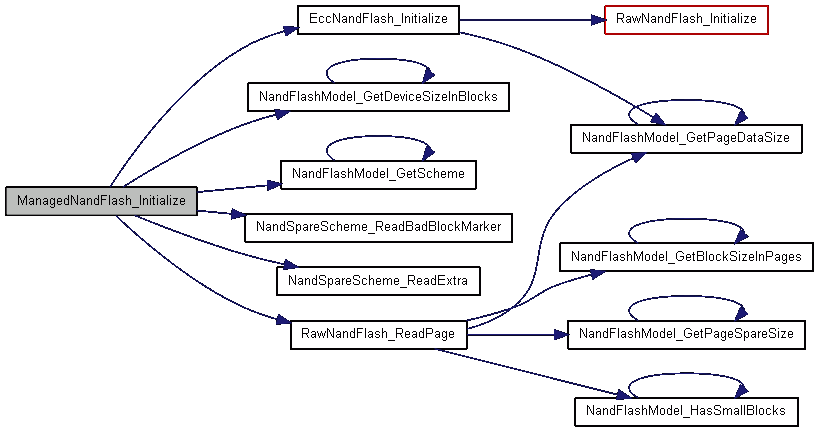 EccNandFlash_Initialize
RawNandFlash_Initialize
NandFlashModel_GetDeviceSizeInBlocks
NandFlashModel_GetPageDataSize
NandFlashModel_GetScheme
ManagedNandFlash_Initialize
NandSpareScheme_ReadBadBlockMarker
NandFlashModel_GetBlockSizeInPages
NandSpareScheme_ReadExtra
RawNandFlash_ReadPage
NandFlashModel_GetPageSpareSize
NandFlashModel_HasSmallBlocks